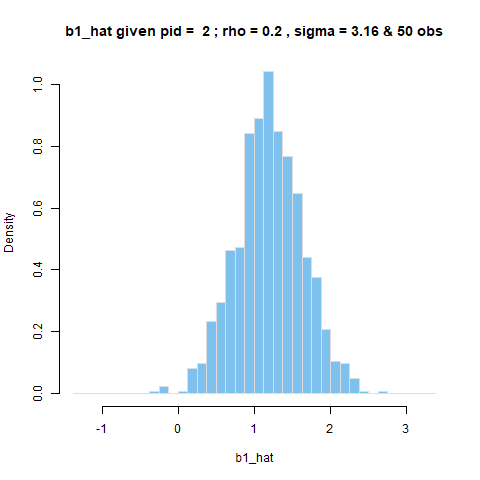 b1_hat given pid =  2 ; rho = 0.2 , sigma = 3.16 & 50 obs
Density
1.0
0.8
0.6
0.4
0.2
0.0
-1 0 1 2 3
b1_hat